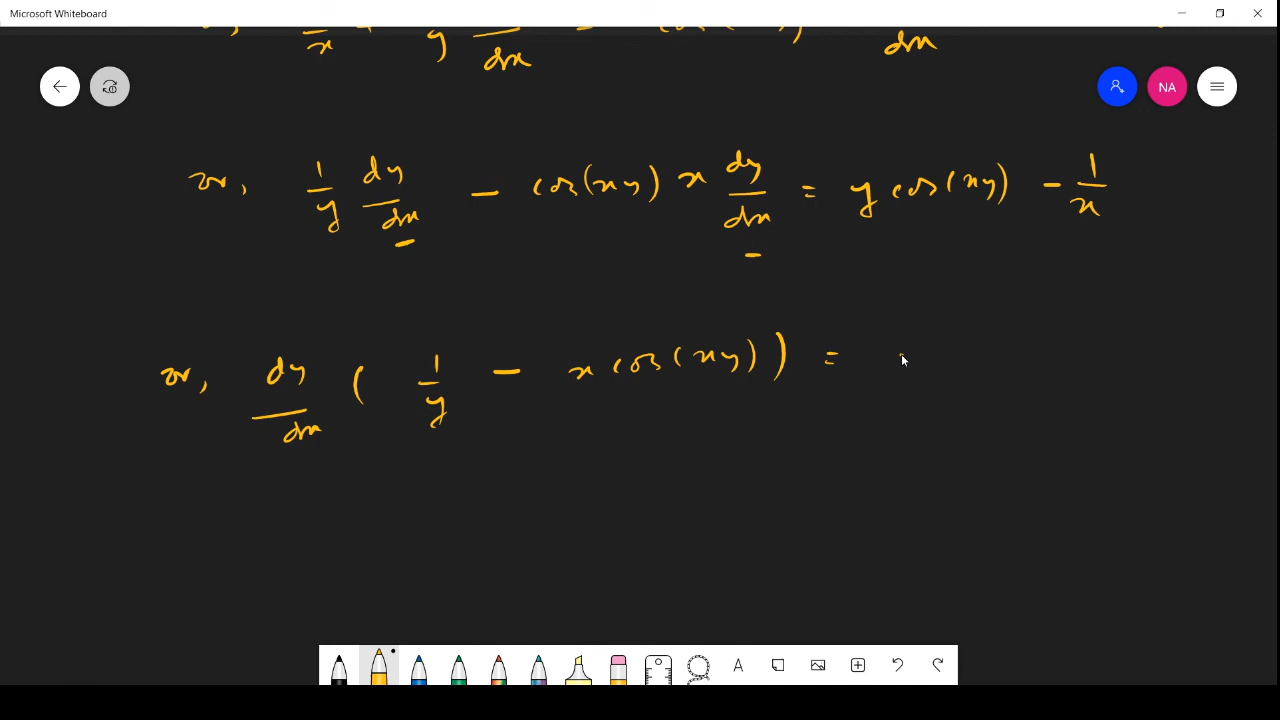 Microsoft Whiteboard
NA
or, 1/y dy/dx - cos(xy) x dy/dx = y cos(xy) - 1/x
or, dy/dx ( 1/y - x cos(xy) ) =
A